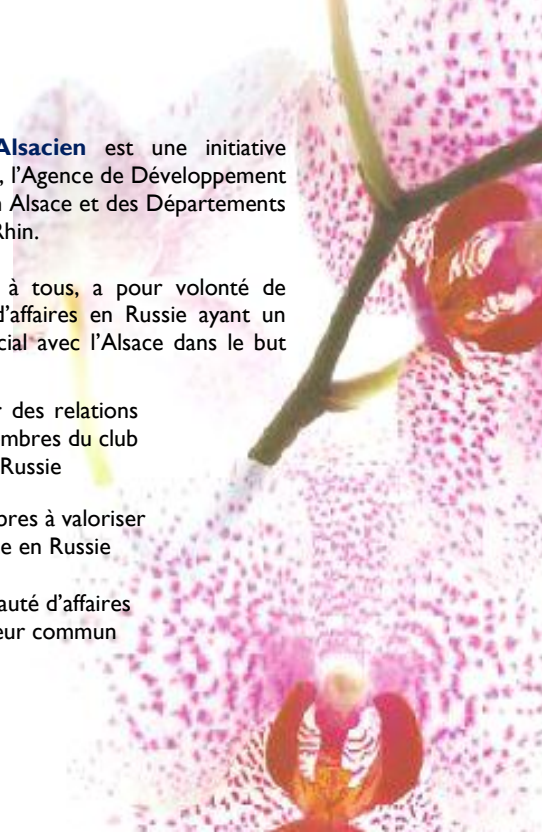 Alsacien est une initiative
, l'Agence de Développement
n Alsace et des Départements
Rhin.
à tous, a pour volonté de
d'affaires en Russie ayant un
cial avec l'Alsace dans le but
r des relations
mbres du club
Russie
bres à valoriser
e en Russie
auté d'affaires
eur commun